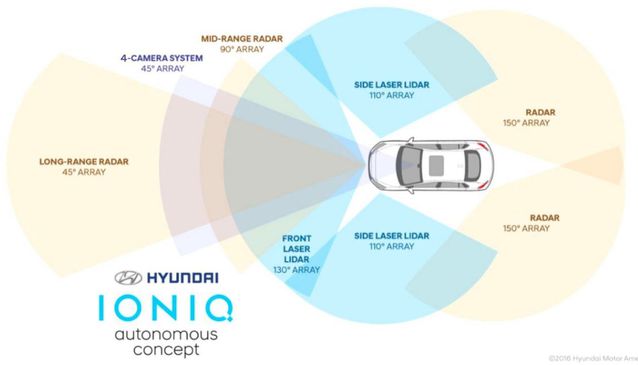 MID-RANGE RADAR
90° ARRAY
4-CAMERA SYSTEM
45° ARRAY
SIDE LASER LIDAR
110° ARRAY
RADAR
150° ARRAY
LONG-RANGE RADAR
45° ARRAY
RADAR
150° ARRAY
SIDE LASER LIDAR
110° ARRAY
FRONT
LASER
LIDAR
130° ARRAY
HYUNDAI
IONIQ
autonomous
concept
©2016 Hyundai Motor Ame